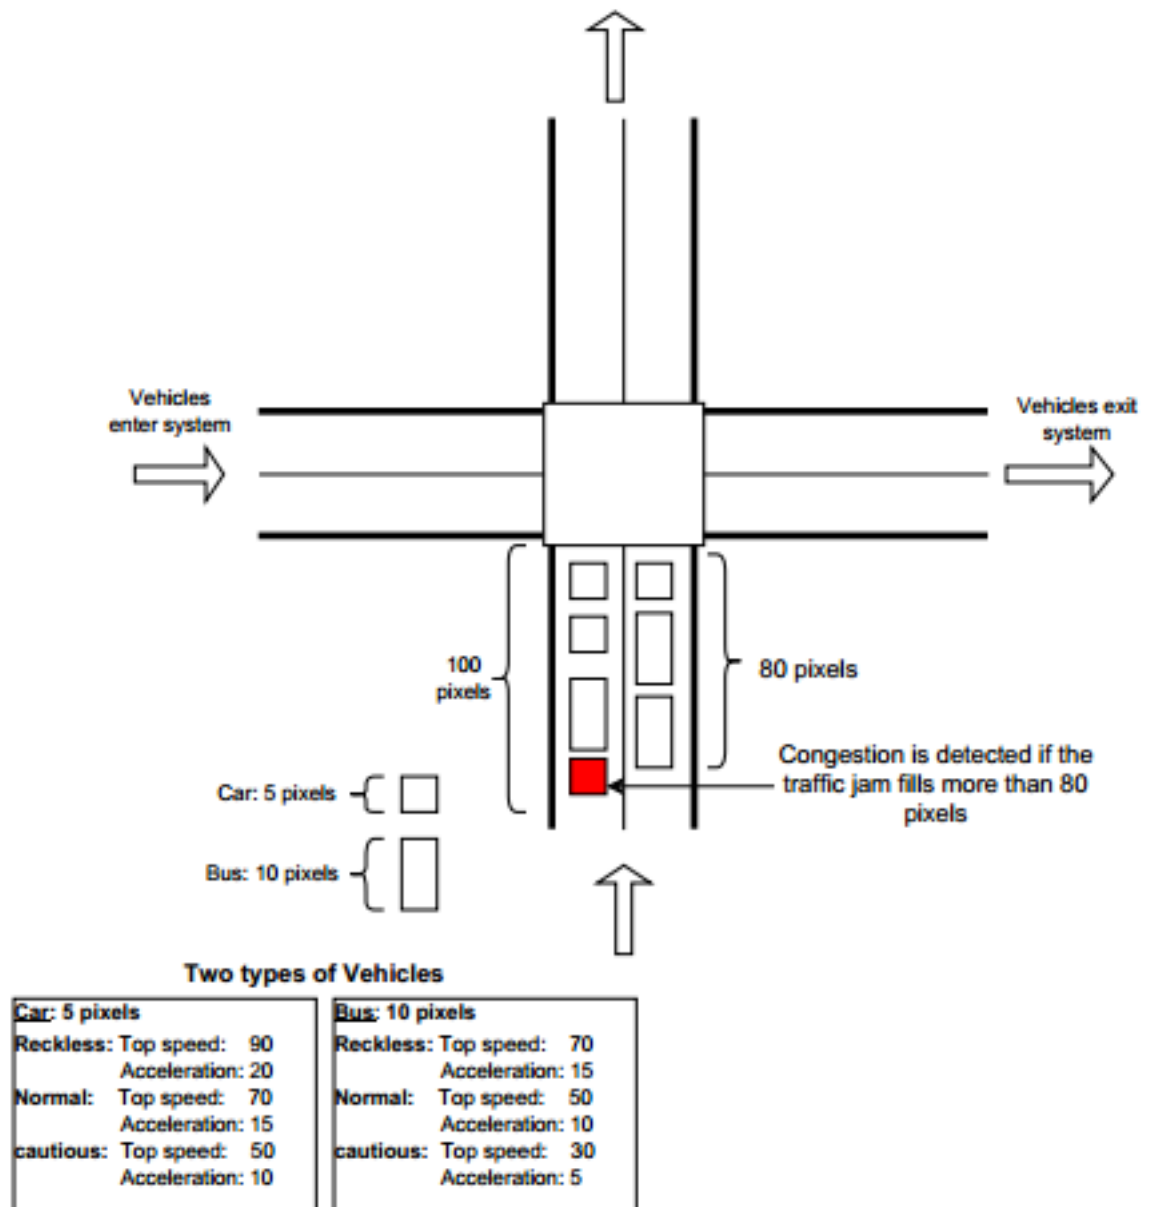 Vehicles
enter system
Vehicles exit
system
100
pixels
80 pixels
Congestion is detected if the
traffic jam fills more than 80
pixels
Car: 5 pixels
Bus: 10 pixels
Two types of Vehicles
Car: 5 pixels
Reckless: Top speed: 90
Acceleration: 20
Normal: Top speed: 70
Acceleration: 15
cautious: Top speed: 50
Acceleration: 10
Bus: 10 pixels
Reckless: Top speed: 70
Acceleration: 15
Normal: Top speed: 50
Acceleration: 10
cautious: Top speed: 30
Acceleration: 5